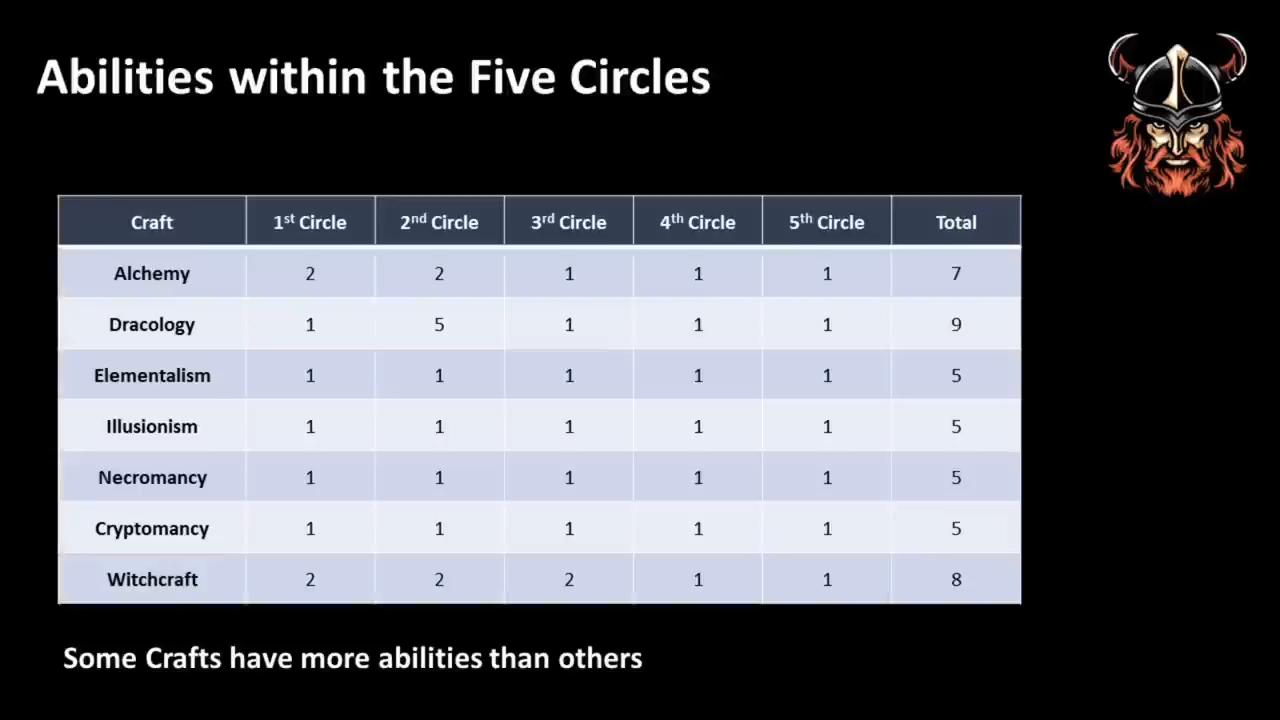 Abilities within the Five Circles
Craft 1st Circle 2nd Circle 3rd Circle 4th Circle 5th Circle Total
Alchemy 2 2 1 1 1 7
Dracology 1 5 1 1 1 9
Elementalism 1 1 1 1 1 5
Illusionism 1 1 1 1 1 5
Necromancy 1 1 1 1 1 5
Cryptomancy 1 1 1 1 1 5
Witchcraft 2 2 2 1 1 8
Some Crafts have more abilities than others